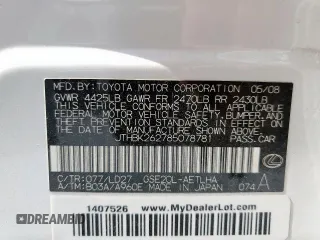 MFD.BY:TOYOTA MOTOR CORPORATION 05/08
GVWR 4425LB GAWR FR 2470LB RR 2430LB
THIS VEHICLE CONFORMS TO ALL APPLICABLE
FEDERAL MOTOR VEHICLE SAFETY, BUMPER, AND
THEFT PREVENTION STANDARDS IN EFFECT ON
THE DATE OF MANUFACTURE SHOWN ABOVE.
JTHBK262785078781 PASS.CAR
C/TR:077/LD27 GSE20L-AETLHA
A/TM:B03A/A960E MADE IN JAPAN 074 A
1407526 MyDealerLot.com